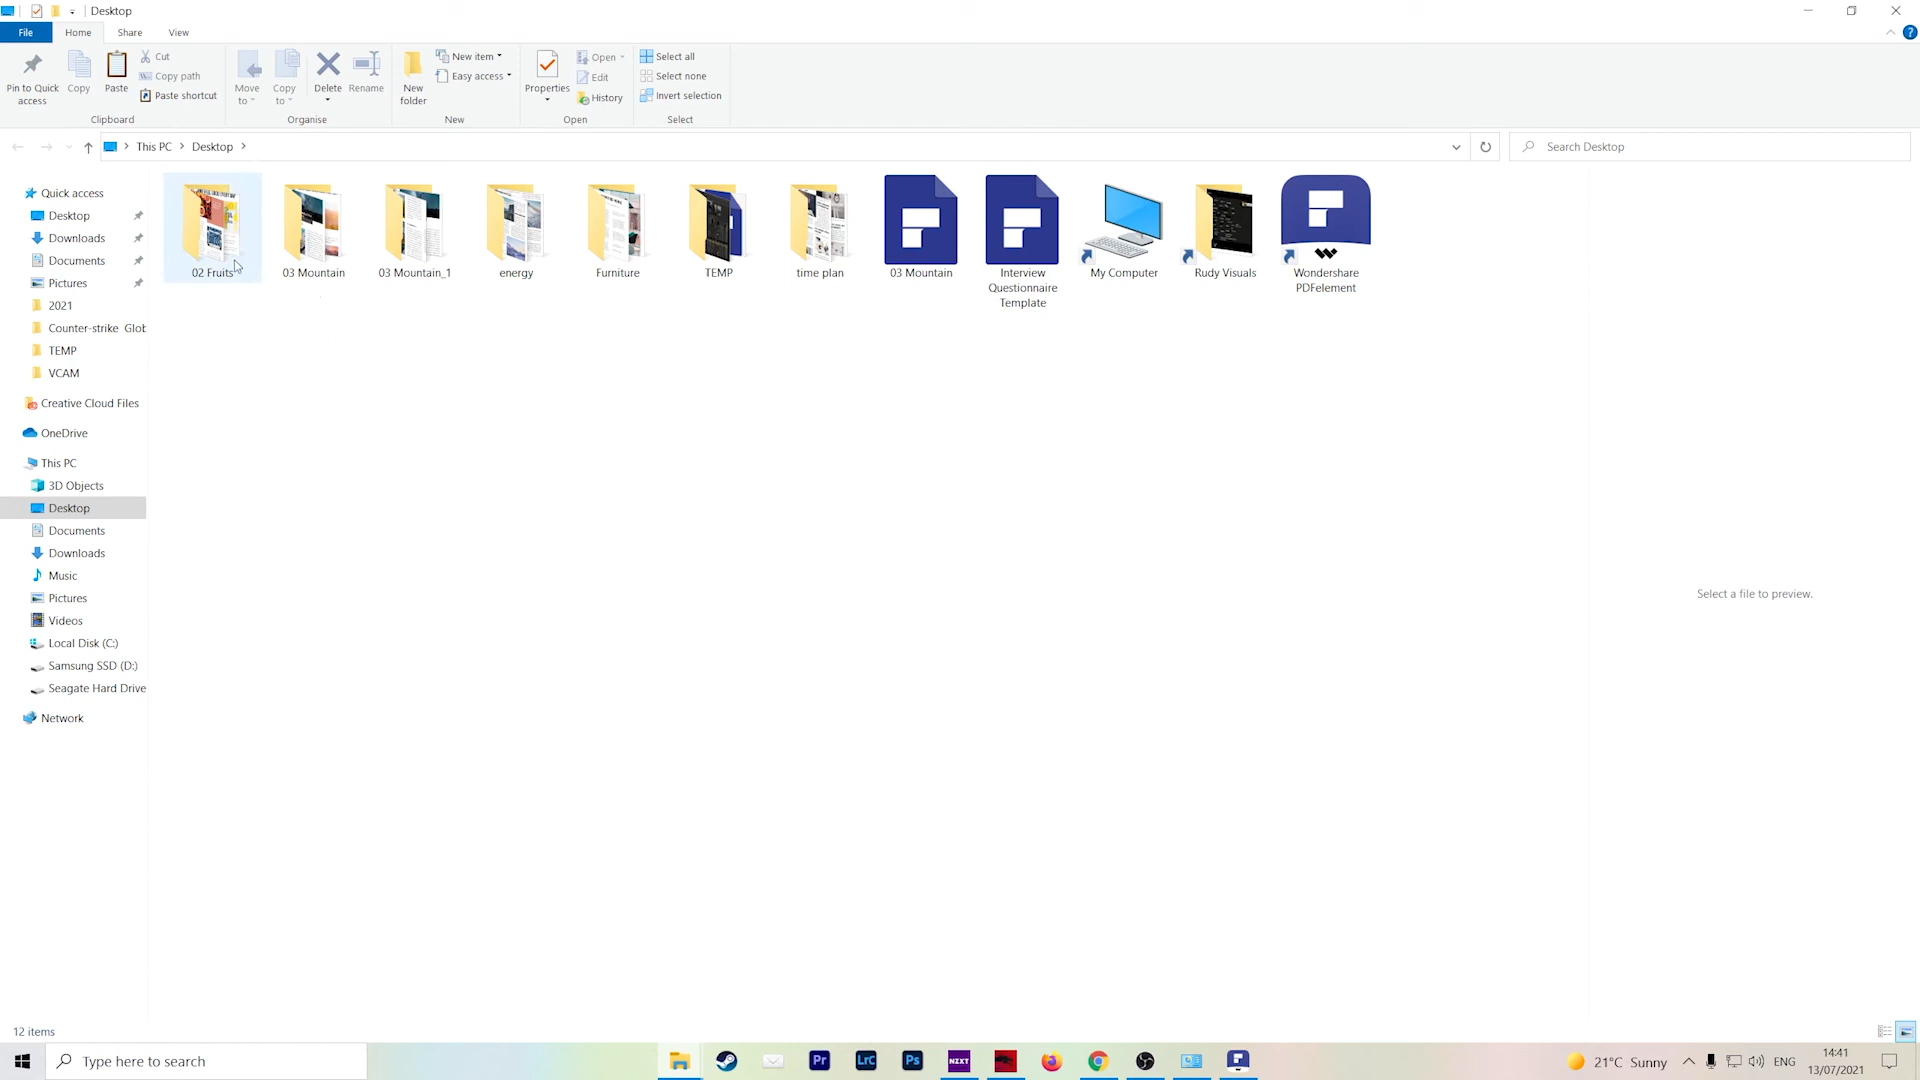 Desktop
File
Home
Share
View
Pin to Quick access
Copy
Paste
Cut
Copy path
Paste shortcut
Clipboard
Move to
Copy to
Delete
Rename
Organise
New folder
New item
Easy access
New
Properties
Open
Edit
History
Open
Select all
Select none
Invert selection
Select
This PC
Desktop
Search Desktop
Quick access
Desktop
Downloads
Documents
Pictures
2021
Counter-strike Glob
TEMP
VCAM
Creative Cloud Files
OneDrive
This PC
3D Objects
Desktop
Documents
Downloads
Music
Pictures
Videos
Local Disk (C:)
Samsung SSD (D:)
Seagate Hard Drive
Network
02 Fruits
03 Mountain
03 Mountain_1
energy
Furniture
TEMP
time plan
03 Mountain
Interview
Questionnaire
Template
My Computer
Rudy Visuals
Wondershare
PDFelement
Select a file to preview.
12 items
Type here to search
Pr
LrC
Ps
NZXT
21°C Sunny
ENG
14:41
13/07/2021